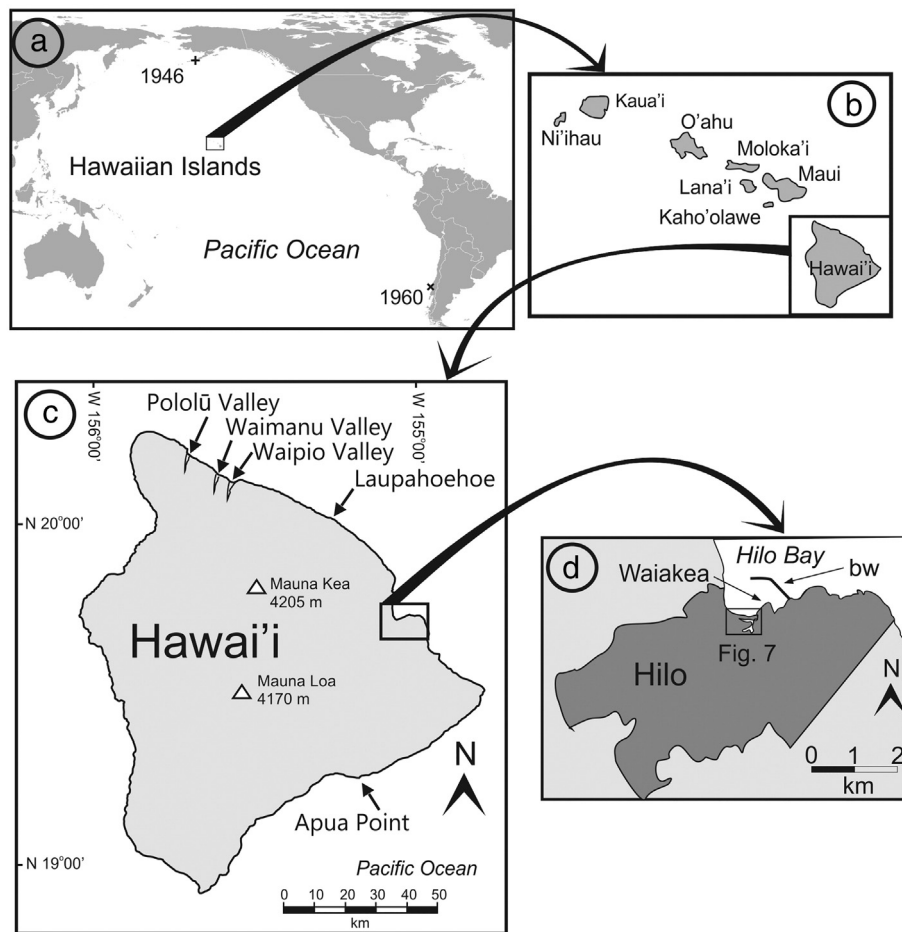 a
1946
Hawaiian Islands
Pacific Ocean
1960
b
Kaua'i
Ni'ihau
O'ahu
Moloka'i
Maui
Lana'i
Kaho'olawe
Hawai'i
c
W 156°00'
W 155°00'
Pololū Valley
Waimanu Valley
Waipio Valley
Laupahoehoe
N 20°00'
Mauna Kea
4205 m
Hawai'i
Mauna Loa
4170 m
N
Apua Point
N 19°00'
Pacific Ocean
0 10 20 30 40 50
km
d
Hilo Bay
Waiakea
bw
Fig. 7
Hilo
N
0 1 2
km